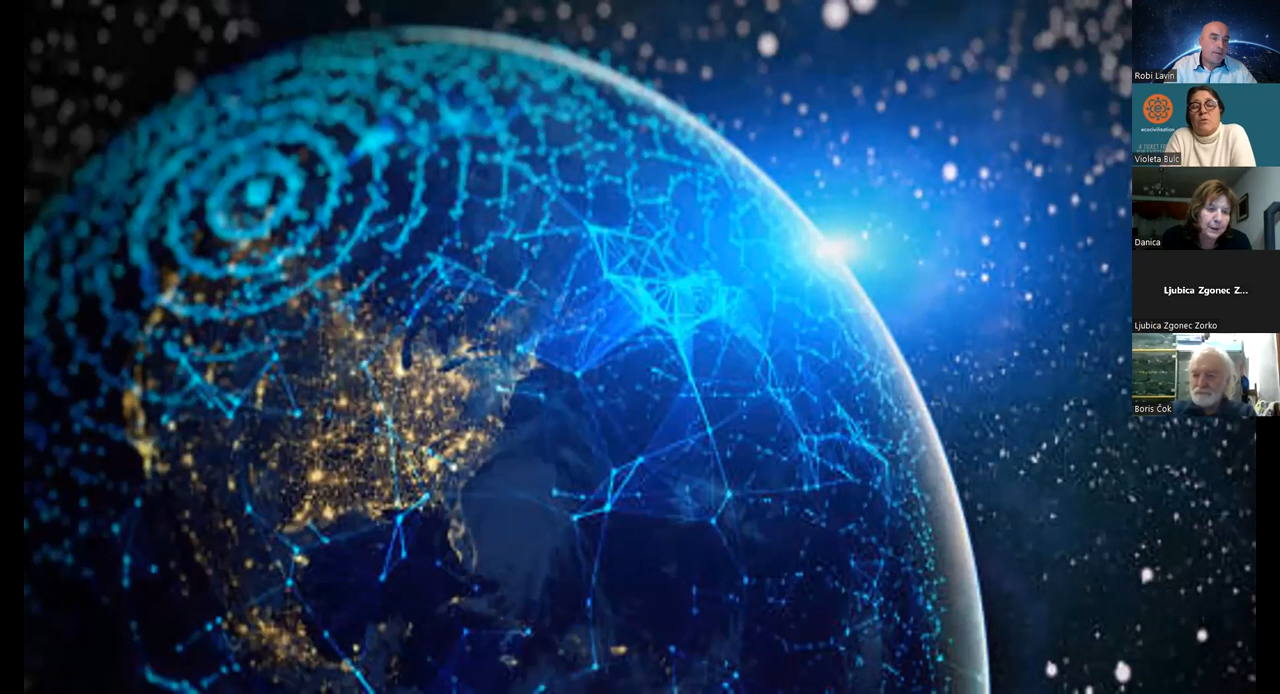 Robi Lavin
ecocivilisation
Violeta Bulc
Danica
Ljubica Zgonec Z...
Ljubica Zgonec Zorko
Boris Čok